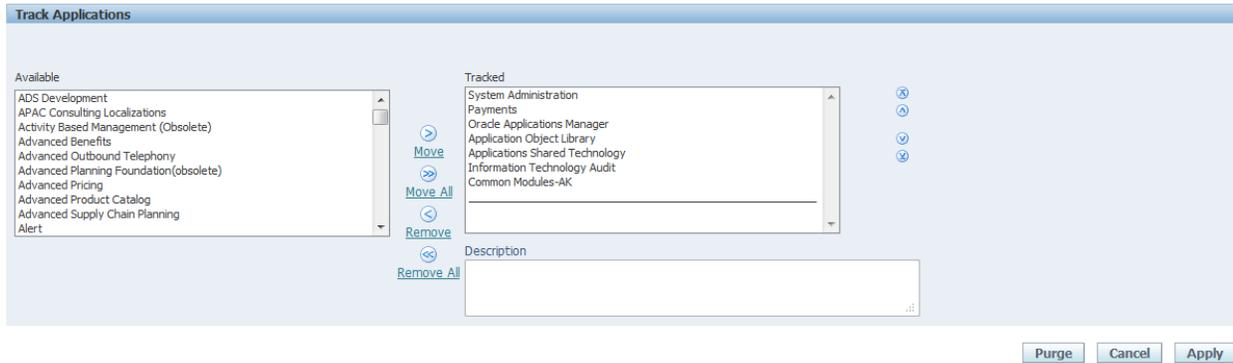 Track Applications
Available
ADS Development
APAC Consulting Localizations
Activity Based Management (Obsolete)
Advanced Benefits
Advanced Outbound Telephony
Advanced Planning Foundation(obsolete)
Advanced Pricing
Advanced Product Catalog
Advanced Supply Chain Planning
Alert
Move
Move All
Remove
Remove All
Tracked
System Administration
Payments
Oracle Applications Manager
Application Object Library
Applications Shared Technology
Information Technology Audit
Common Modules-AK
Description
Purge Cancel Apply